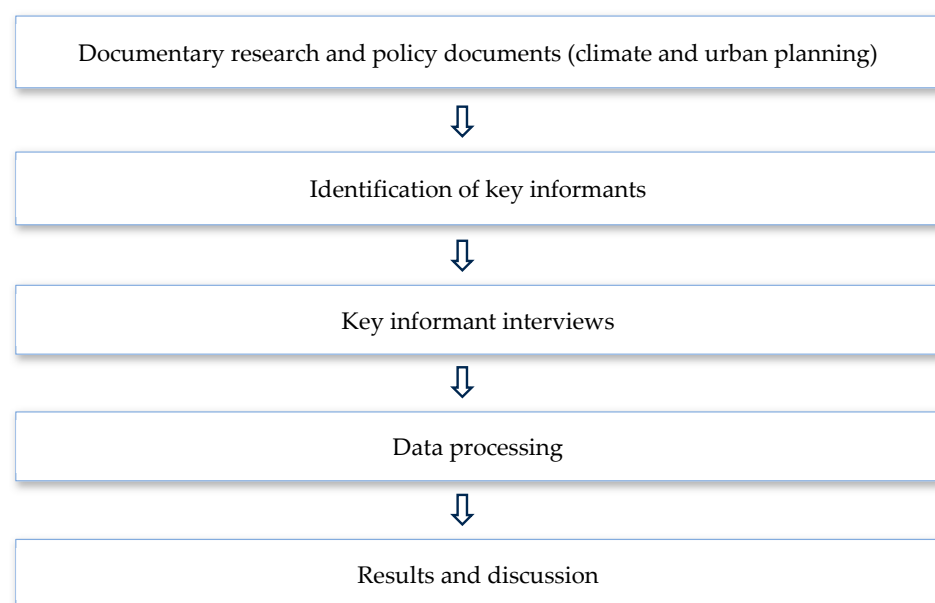 Documentary research and policy documents (climate and urban planning)
Identification of key informants
Key informant interviews
Data processing
Results and discussion